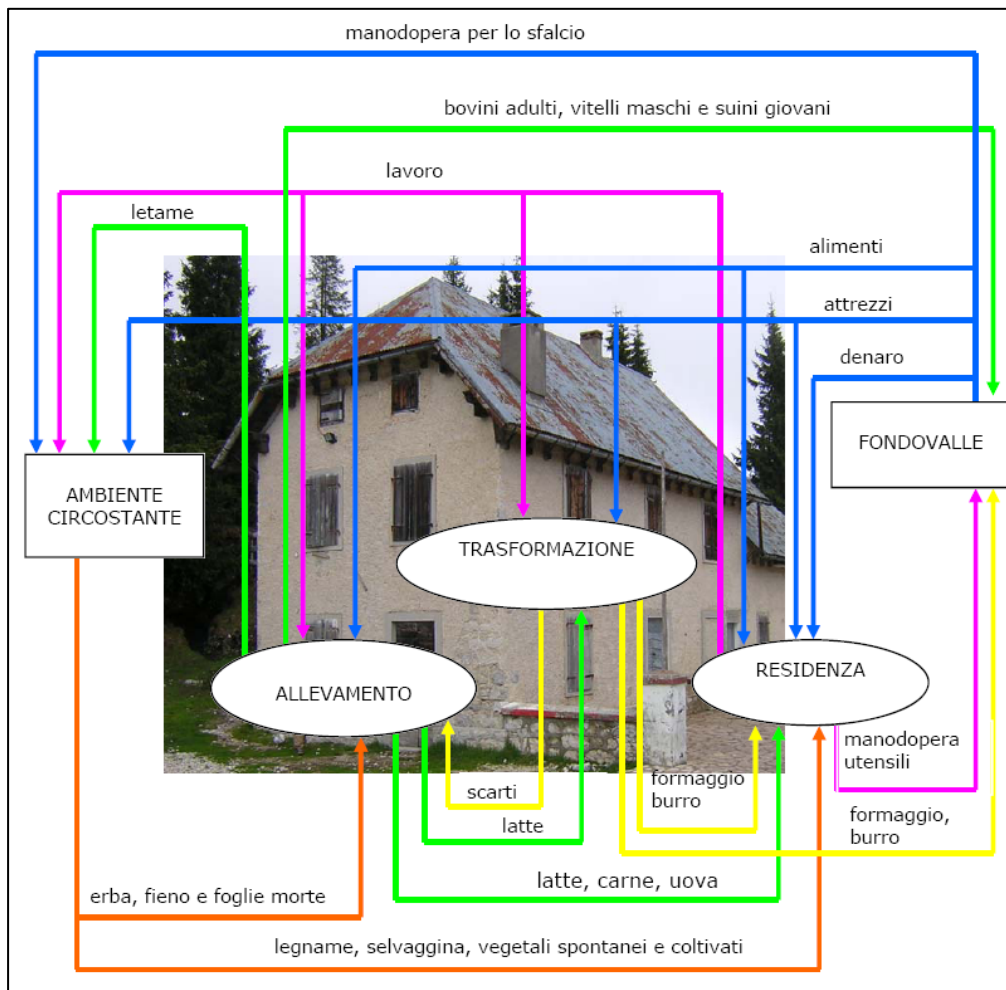 manodopera per lo sfalcio
bovini adulti, vitelli maschi e suini giovani
lavoro
letame
alimenti
attrezzi
denaro
FONDOVALLE
AMBIENTE
CIRCOSTANTE
TRASFORMAZIONE
RESIDENZA
ALLEVAMENTO
manodopera
utensili
formaggio
burro
scarti
formaggio,
burro
latte
latte, carne, uova
erba, fieno e foglie morte
legname, selvaggina, vegetali spontanei e coltivati